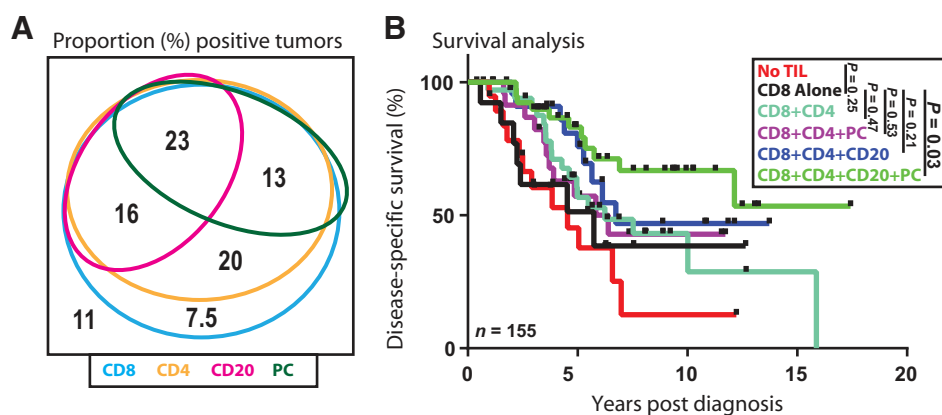 A
Proportion (%) positive tumors
23
13
16
20
11
7.5
CD8 CD4 CD20 PC
B
Survival analysis
Disease-specific survival (%)
100
50
0
n = 155
0 5 10 15 20
Years post diagnosis
No TIL
CD8 Alone
CD8+CD4
CD8+CD4+PC
CD8+CD4+CD20
CD8+CD4+CD20+PC
P = 0.25
P = 0.47
P = 0.53
P = 0.21
P = 0.03